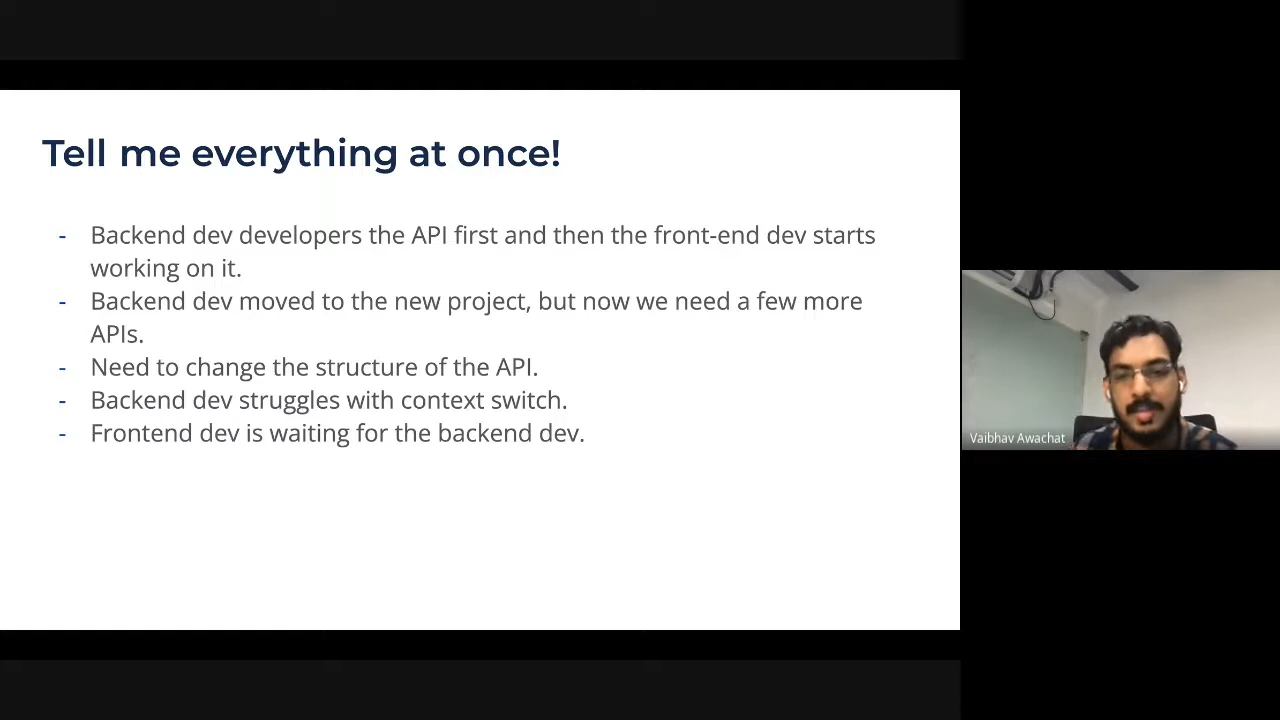 Tell me everything at once!
- Backend dev developers the API first and then the front-end dev starts
working on it.
- Backend dev moved to the new project, but now we need a few more
APIs.
- Need to change the structure of the API.
- Backend dev struggles with context switch.
- Frontend dev is waiting for the backend dev.
Vaibhav Awachat